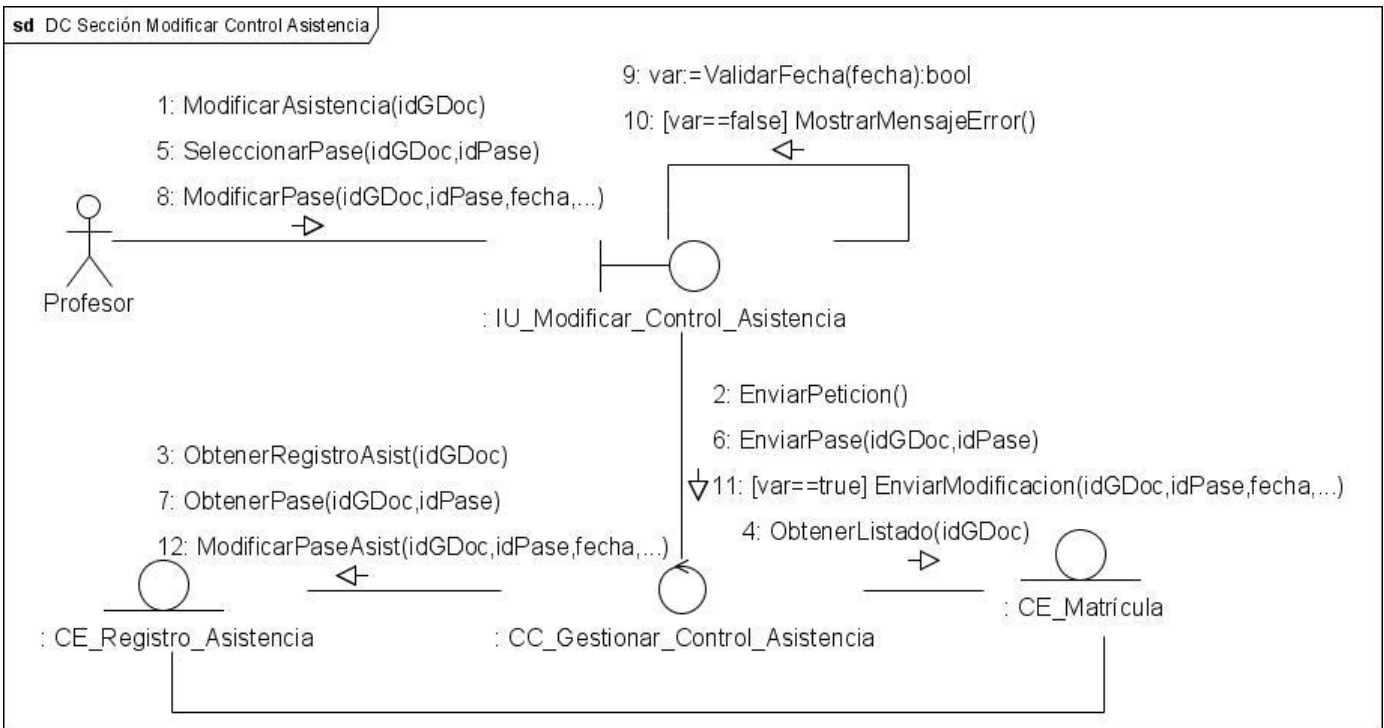 sd DC Sección Modificar Control Asistencia
9: var:=ValidarFecha(fecha):bool
10: [var==false] MostrarMensajeError()
1: ModificarAsistencia(idGDoc)
5: SeleccionarPase(idGDoc,idPase)
8: ModificarPase(idGDoc,idPase,fecha,...)
Profesor
: IU_Modificar_Control_Asistencia
2: EnviarPeticion()
6: EnviarPase(idGDoc,idPase)
11: [var==true] EnviarModificacion(idGDoc,idPase,fecha,...)
3: ObtenerRegistroAsist(idGDoc)
7: ObtenerPase(idGDoc,idPase)
12: ModificarPaseAsist(idGDoc,idPase,fecha,...)
4: ObtenerListado(idGDoc)
: CE_Registro_Asistencia
: CC_Gestionar_Control_Asistencia
: CE_Matrícula